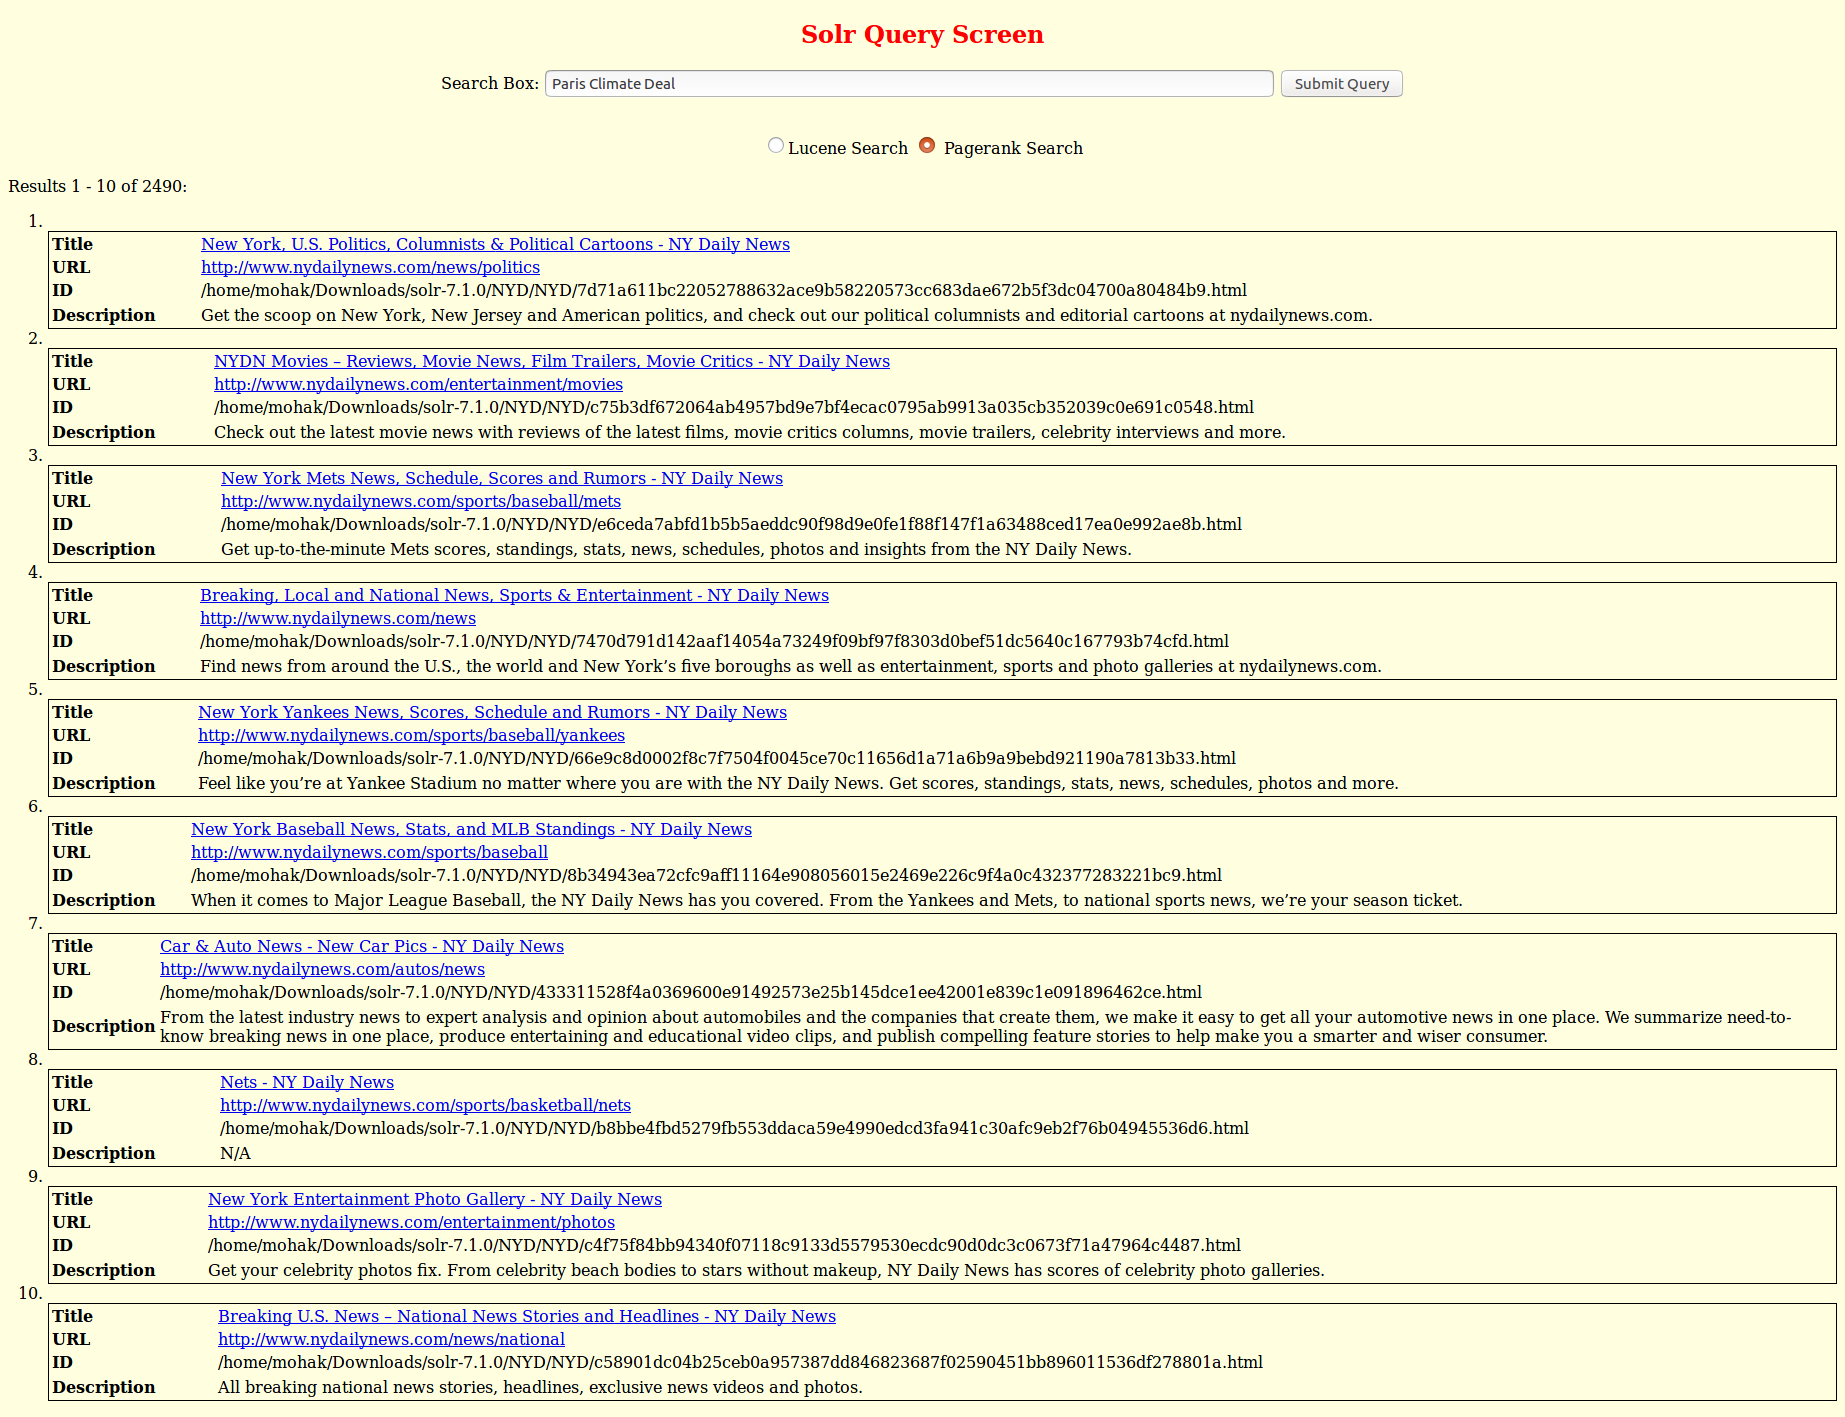 Solr Query Screen
Search Box: Paris Climate Deal Submit Query
Lucene Search Pagerank Search
Results 1 - 10 of 2490:
1.
Title New York, U.S. Politics, Columnists & Political Cartoons - NY Daily News
URL http://www.nydailynews.com/news/politics
ID /home/mohak/Downloads/solr-7.1.0/NYD/NYD/7d71a611bc22052788632ace9b58220573cc683dae672b5f3dc04700a80484b9.html
Description Get the scoop on New York, New Jersey and American politics, and check out our political columnists and editorial cartoons at nydailynews.com.
2.
Title NYDN Movies – Reviews, Movie News, Film Trailers, Movie Critics - NY Daily News
URL http://www.nydailynews.com/entertainment/movies
ID /home/mohak/Downloads/solr-7.1.0/NYD/NYD/c75b3df672064ab4957bd9e7bf4ecac0795ab9913a035cb352039c0e691c0548.html
Description Check out the latest movie news with reviews of the latest films, movie critics columns, movie trailers, celebrity interviews and more.
3.
Title New York Mets News, Schedule, Scores and Rumors - NY Daily News
URL http://www.nydailynews.com/sports/baseball/mets
ID /home/mohak/Downloads/solr-7.1.0/NYD/NYD/e6ceda7abfd1b5b5aeddc90f98d9e0fe1f88f147f1a63488ced17ea0e992ae8b.html
Description Get up-to-the-minute Mets scores, standings, stats, news, schedules, photos and insights from the NY Daily News.
4.
Title Breaking, Local and National News, Sports & Entertainment - NY Daily News
URL http://www.nydailynews.com/news
ID /home/mohak/Downloads/solr-7.1.0/NYD/NYD/7470d791d142aaf14054a73249f09bf97f8303d0bef51dc5640c167793b74cfd.html
Description Find news from around the U.S., the world and New York’s five boroughs as well as entertainment, sports and photo galleries at nydailynews.com.
5.
Title New York Yankees News, Scores, Schedule and Rumors - NY Daily News
URL http://www.nydailynews.com/sports/baseball/yankees
ID /home/mohak/Downloads/solr-7.1.0/NYD/NYD/66e9c8d0002f8c7f7504f0045ce70c11656d1a71a6b9a9bebd921190a7813b33.html
Description Feel like you’re at Yankee Stadium no matter where you are with the NY Daily News. Get scores, standings, stats, news, schedules, photos and more.
6.
Title New York Baseball News, Stats, and MLB Standings - NY Daily News
URL http://www.nydailynews.com/sports/baseball
ID /home/mohak/Downloads/solr-7.1.0/NYD/NYD/8b34943ea72cfc9aff11164e908056015e2469e226c9f4a0c432377283221bc9.html
Description When it comes to Major League Baseball, the NY Daily News has you covered. From the Yankees and Mets, to national sports news, we’re your season ticket.
7.
Title Car & Auto News - New Car Pics - NY Daily News
URL http://www.nydailynews.com/autos/news
ID /home/mohak/Downloads/solr-7.1.0/NYD/NYD/433311528f4a0369600e91492573e25b145dce1ee42001e839c1e091896462ce.html
Description From the latest industry news to expert analysis and opinion about automobiles and the companies that create them, we make it easy to get all your automotive news in one place. We summarize need-to-
know breaking news in one place, produce entertaining and educational video clips, and publish compelling feature stories to help make you a smarter and wiser consumer.
8.
Title Nets - NY Daily News
URL http://www.nydailynews.com/sports/basketball/nets
ID /home/mohak/Downloads/solr-7.1.0/NYD/NYD/b8bbe4fbd5279fb553ddaca59e4990edcd3fa941c30afc9eb2f76b04945536d6.html
Description N/A
9.
Title New York Entertainment Photo Gallery - NY Daily News
URL http://www.nydailynews.com/entertainment/photos
ID /home/mohak/Downloads/solr-7.1.0/NYD/NYD/c4f75f84bb94340f07118c9133d5579530ecdc90d0dc3c0673f71a47964c4487.html
Description Get your celebrity photos fix. From celebrity beach bodies to stars without makeup, NY Daily News has scores of celebrity photo galleries.
10.
Title Breaking U.S. News – National News Stories and Headlines - NY Daily News
URL http://www.nydailynews.com/news/national
ID /home/mohak/Downloads/solr-7.1.0/NYD/NYD/c58901dc04b25ceb0a957387dd846823687f02590451bb896011536df278801a.html
Description All breaking national news stories, headlines, exclusive news videos and photos.